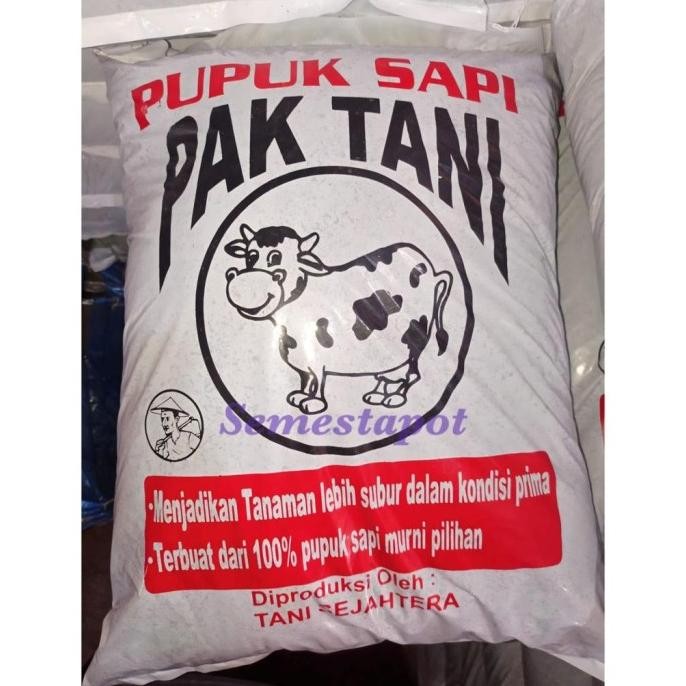 PUPUK SAPI
PAK TANI
Semestapot
•Menjadikan Tanaman lebih subur dalam kondisi prima
•Terbuat dari 100% pupuk sapi murni pilihan
Diproduksi Oleh :
TANI SEJAHTERA